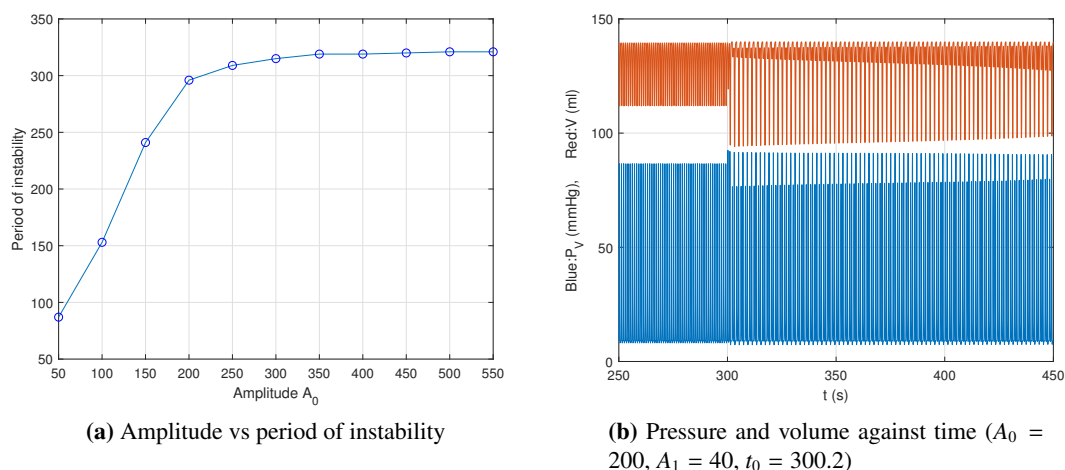 350
300
250
200
150
100
50
Period of instability
50 100 150 200 250 300 350 400 450 500 550
Amplitude A₀
(a) Amplitude vs period of instability
150
100
50
0
Blue:P_V (mmHg), Red:V (ml)
250 300 350 400 450
t (s)
(b) Pressure and volume against time (A₀ =
200, A₁ = 40, t₀ = 300.2)